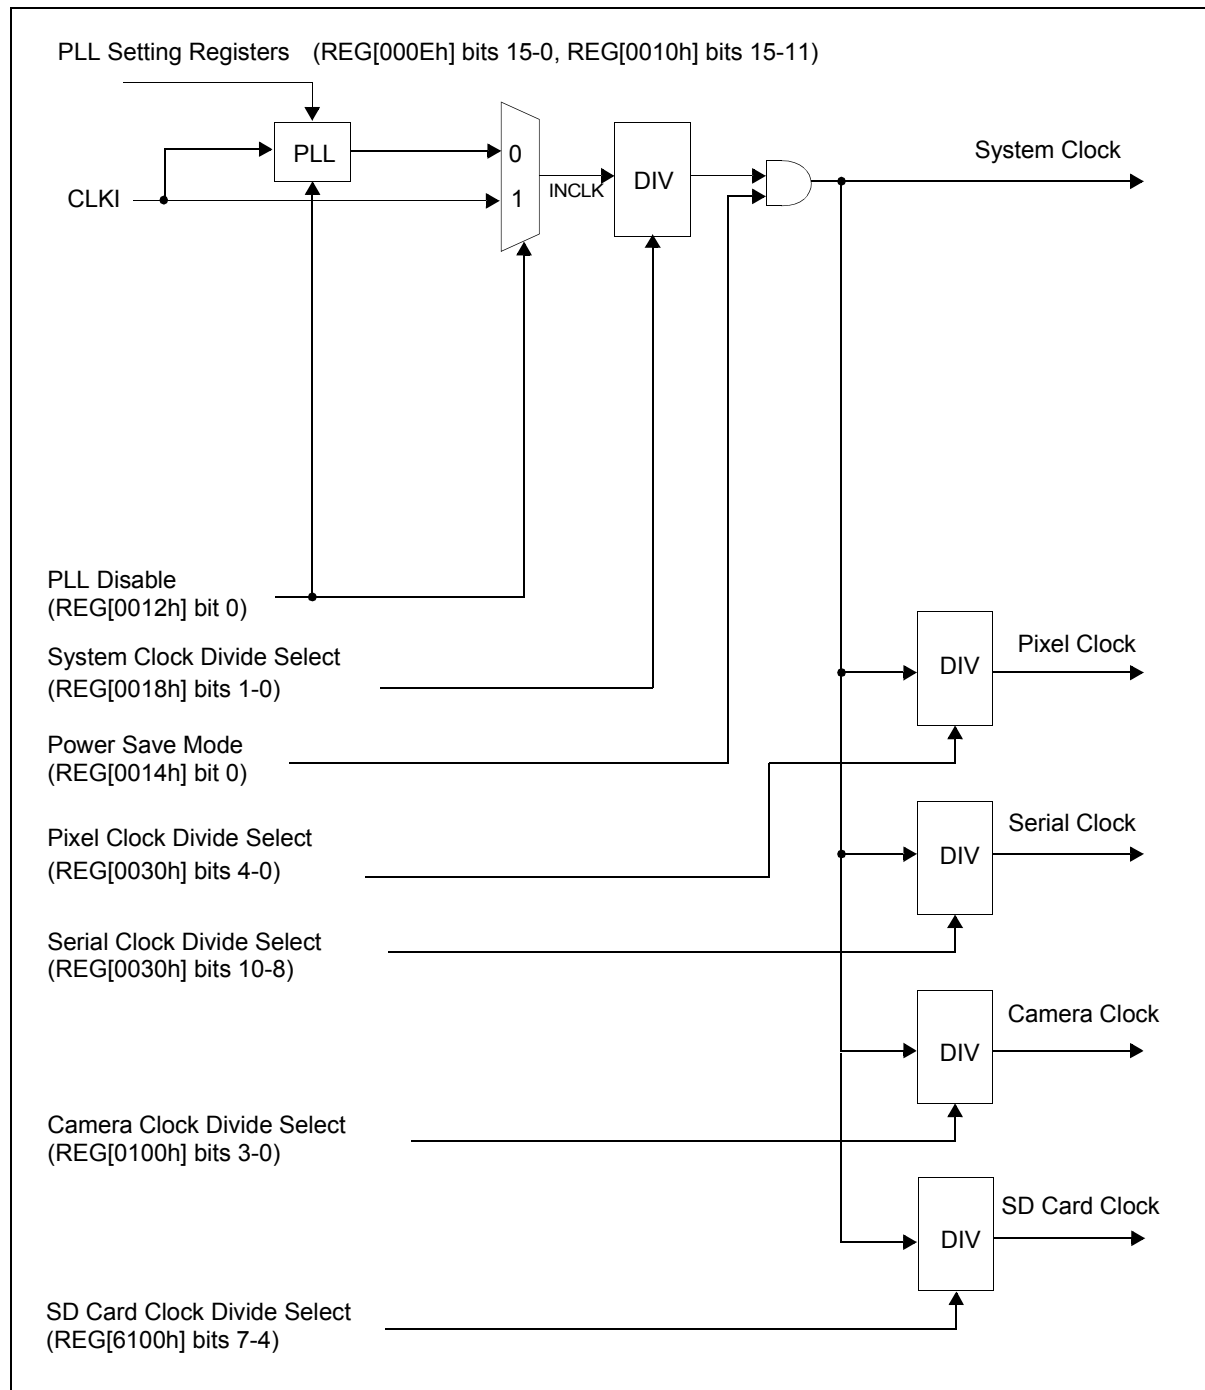 PLL Setting Registers (REG[000Eh] bits 15-0, REG[0010h] bits 15-11)
PLL
0
1
CLKI
INCLK
DIV
System Clock
PLL Disable
(REG[0012h] bit 0)
System Clock Divide Select
(REG[0018h] bits 1-0)
Power Save Mode
(REG[0014h] bit 0)
Pixel Clock Divide Select
(REG[0030h] bits 4-0)
Serial Clock Divide Select
(REG[0030h] bits 10-8)
Camera Clock Divide Select
(REG[0100h] bits 3-0)
SD Card Clock Divide Select
(REG[6100h] bits 7-4)
DIV
Pixel Clock
DIV
Serial Clock
DIV
Camera Clock
DIV
SD Card Clock